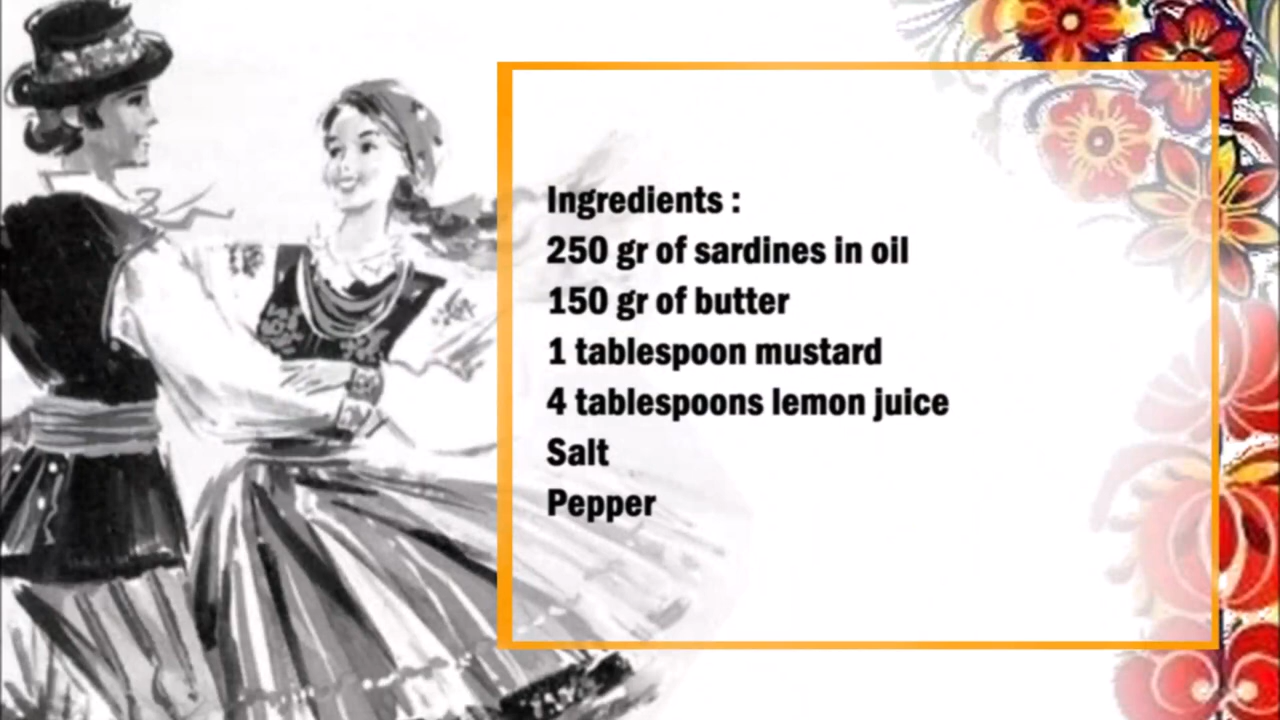 Ingredients :
250 gr of sardines in oil
150 gr of butter
1 tablespoon mustard
4 tablespoons lemon juice
Salt
Pepper